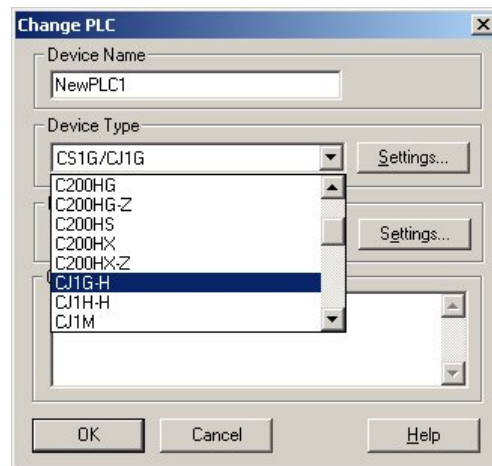 Change PLC
Device Name
NewPLC1
Device Type
CS1G/CJ1G
Settings...
C200HG
C200HG-Z
C200HS
C200HX
C200HX-Z
CJ1G-H
CJ1H-H
CJ1M
Settings...
OK
Cancel
Help